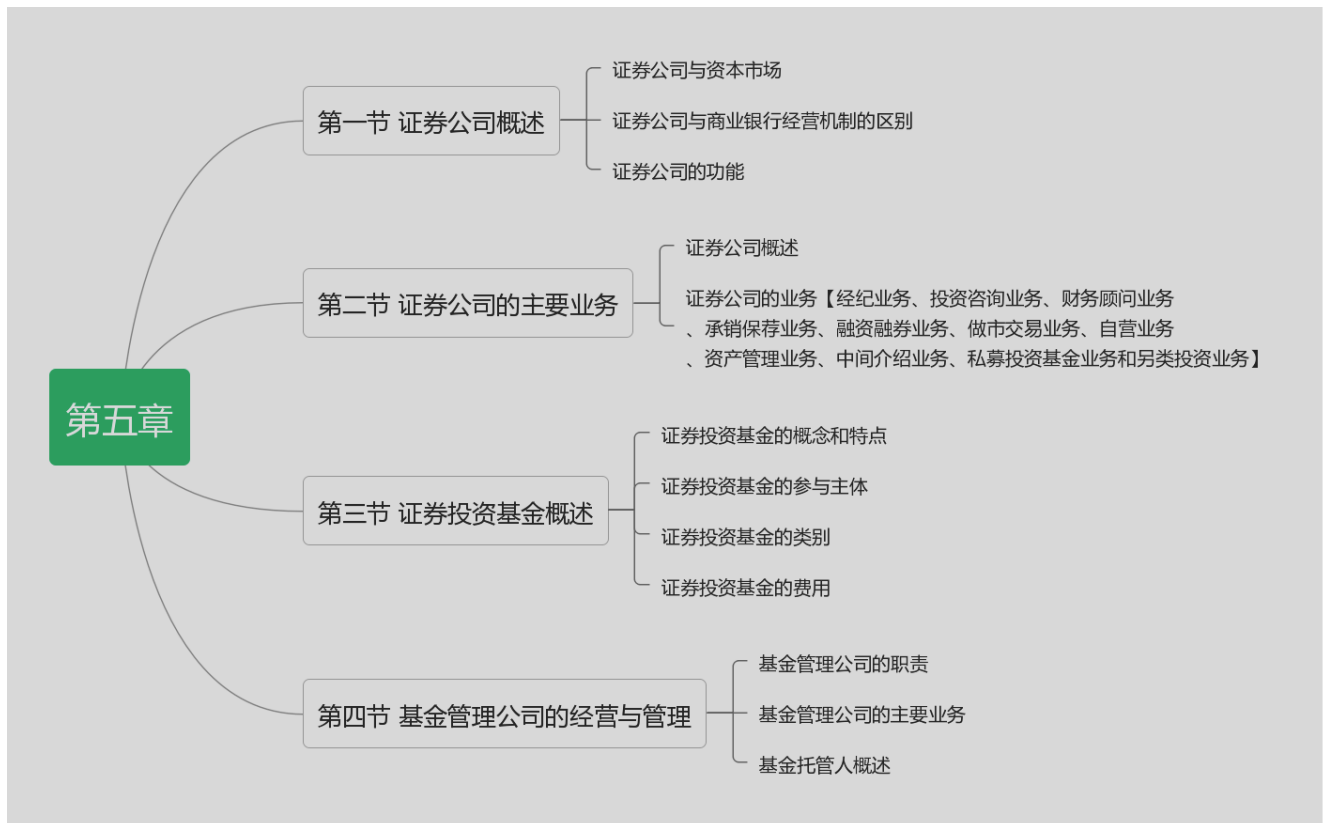 第五章
第一节 证券公司概述
证券公司与资本市场
证券公司与商业银行经营机制的区别
证券公司的功能
第二节 证券公司的主要业务
证券公司概述
证券公司的业务【经纪业务、投资咨询业务、财务顾问业务
、承销保荐业务、融资融券业务、做市交易业务、自营业务
、资产管理业务、中间介绍业务、私募投资基金业务和另类投资业务】
第三节 证券投资基金概述
证券投资基金的概念和特点
证券投资基金的参与主体
证券投资基金的类别
证券投资基金的费用
第四节 基金管理公司的经营与管理
基金管理公司的职责
基金管理公司的主要业务
基金托管人概述